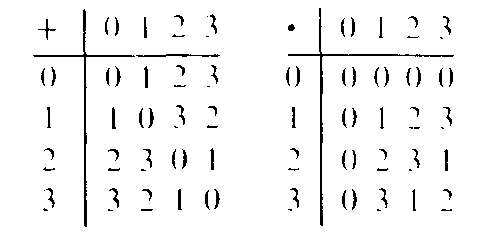 + 0 1 2 3 • 0 1 2 3
0 0 1 2 3 0 0 0 0 0
1 1 0 3 2 1 0 1 2 3
2 2 3 0 1 2 0 2 3 1
3 3 2 1 0 3 0 3 1 2